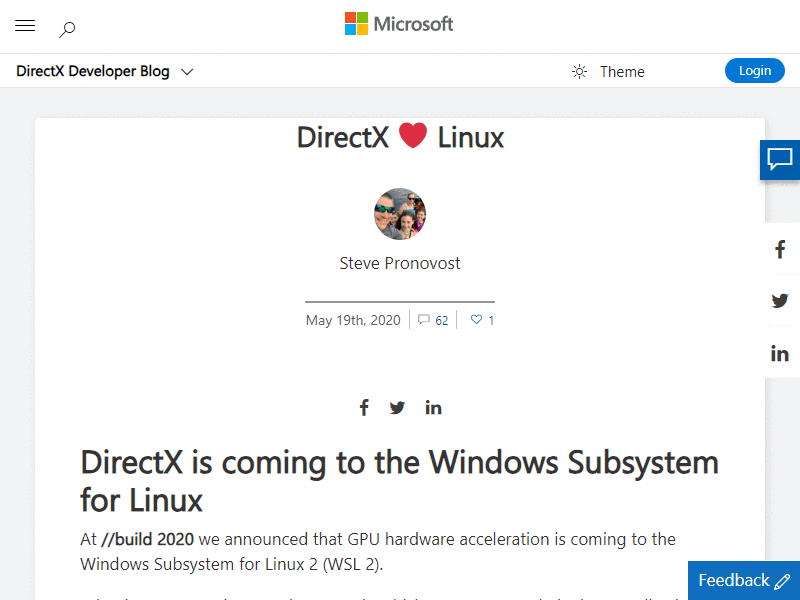 Microsoft
DirectX Developer Blog
Theme
Login
DirectX ❤ Linux
Steve Pronovost
May 19th, 2020
62
1
DirectX is coming to the Windows Subsystem
for Linux
At //build 2020 we announced that GPU hardware acceleration is coming to the
Windows Subsystem for Linux 2 (WSL 2).
Feedback